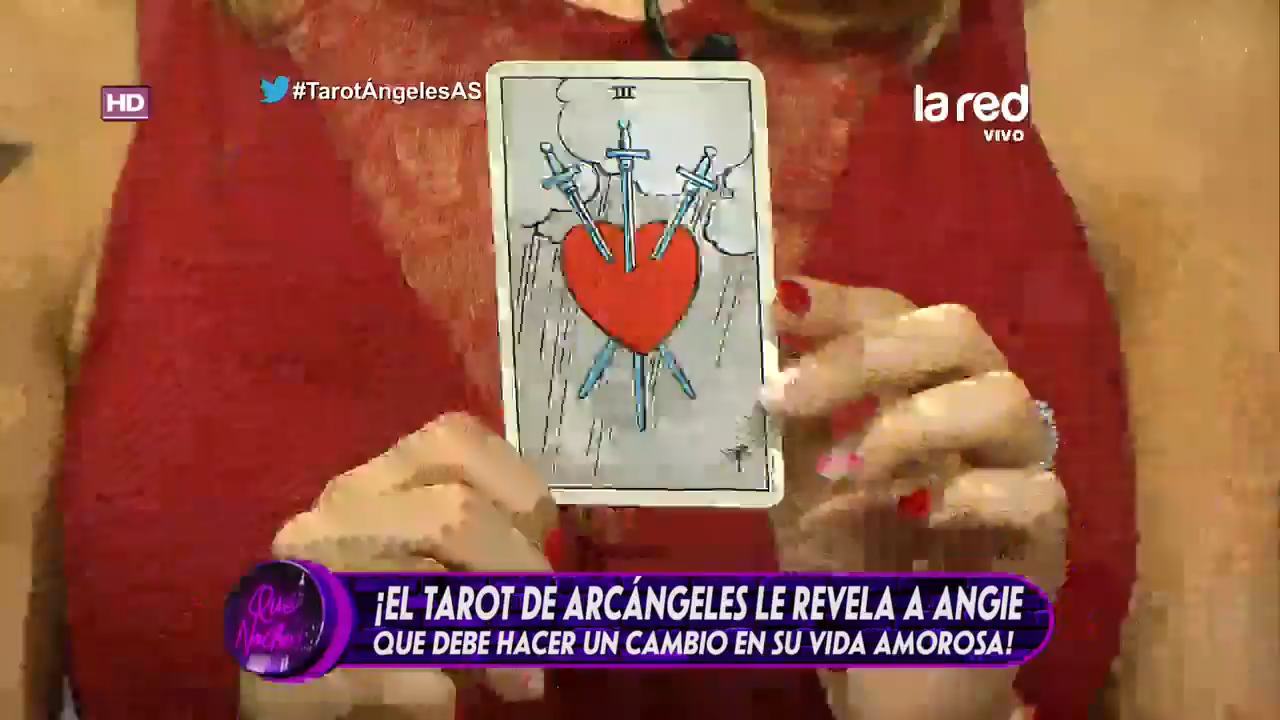 HD
#TarotÁngelesAS
la red
VIVO
III
¡EL TAROT DE ARCÁNGELES LE REVELA A ANGIE
QUE DEBE HACER UN CAMBIO EN SU VIDA AMOROSA!